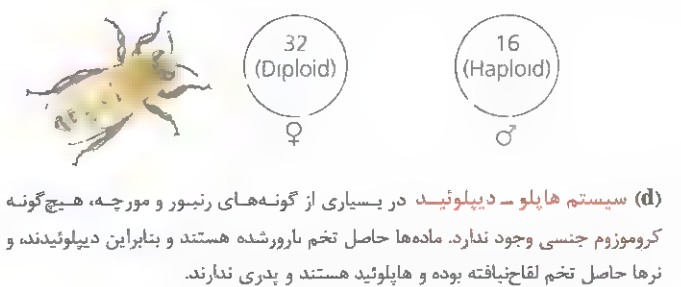 32
(Diploid)
♀
16
(Haploid)
♂
(d) سیستم هاپلو – دیپلوئید در بسیاری از گونه‌های زنبور و مورچه، هیچ‌گونه
کروموزوم جنسی وجود ندارد. ماده‌ها حاصل تخم بارورشده هستند و بنابراین دیپلوئیدند، و
نرها حاصل تخم لقاح‌نیافته بوده و هاپلوئید هستند و پدری ندارند.